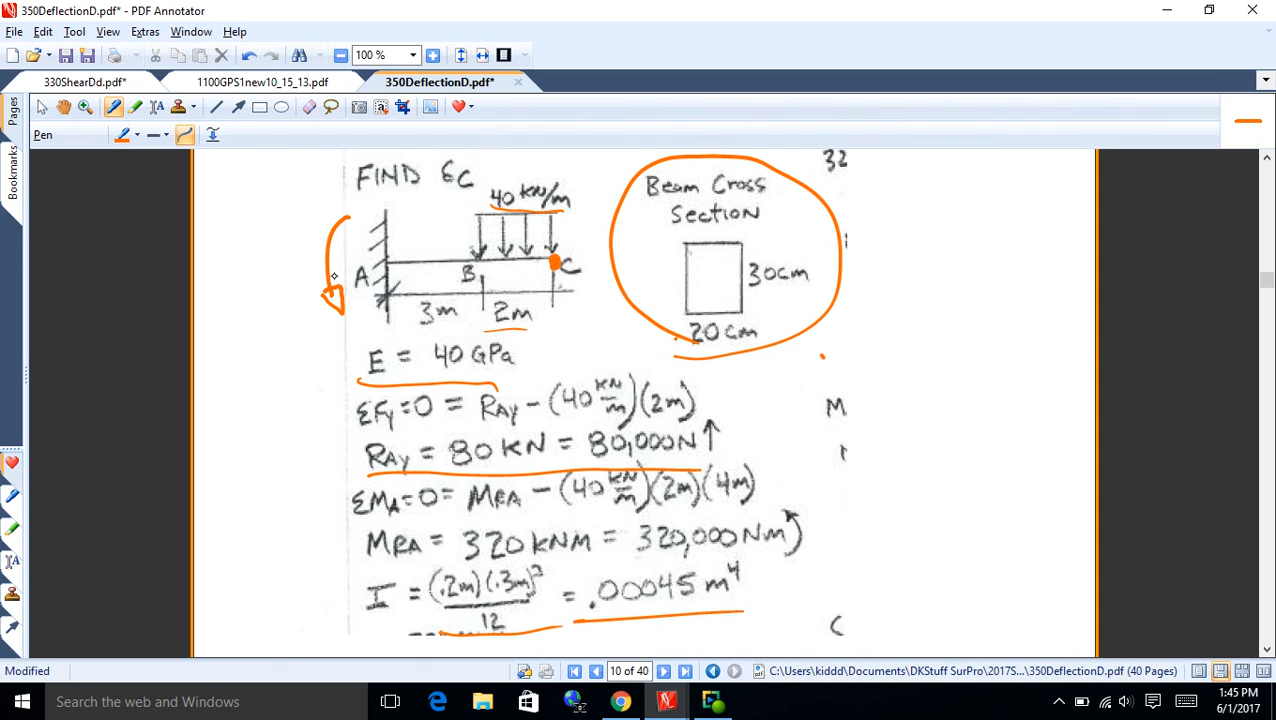 350DeflectionD.pdf* - PDF Annotator
File Edit Tool View Extras Window Help
100 %
330ShearDd.pdf* 1100GPS1new10_15_13.pdf 350DeflectionD.pdf*
Pen
Pages
Bookmarks
FIND δC
40 KN/m
A B C
3m 2m
Beam Cross
Section
30cm
20cm
32
E = 40 GPa
ΣFy=0 = RAy - (40 KN/m)(2m)
RAy = 80 KN = 80,000N ↑
ΣMA=0= MRA - (40 KN/m)(2m)(4m)
MRA = 320 KNM = 320,000 Nm
I = (.2m)(.3m)³/12 = .00045 m⁴
M
Modified
10 of 40
C:\Users\kiddd\Documents\DKStuff SurPro\2017S...\350DeflectionD.pdf (40 Pages)
Search the web and Windows
1:45 PM
6/1/2017